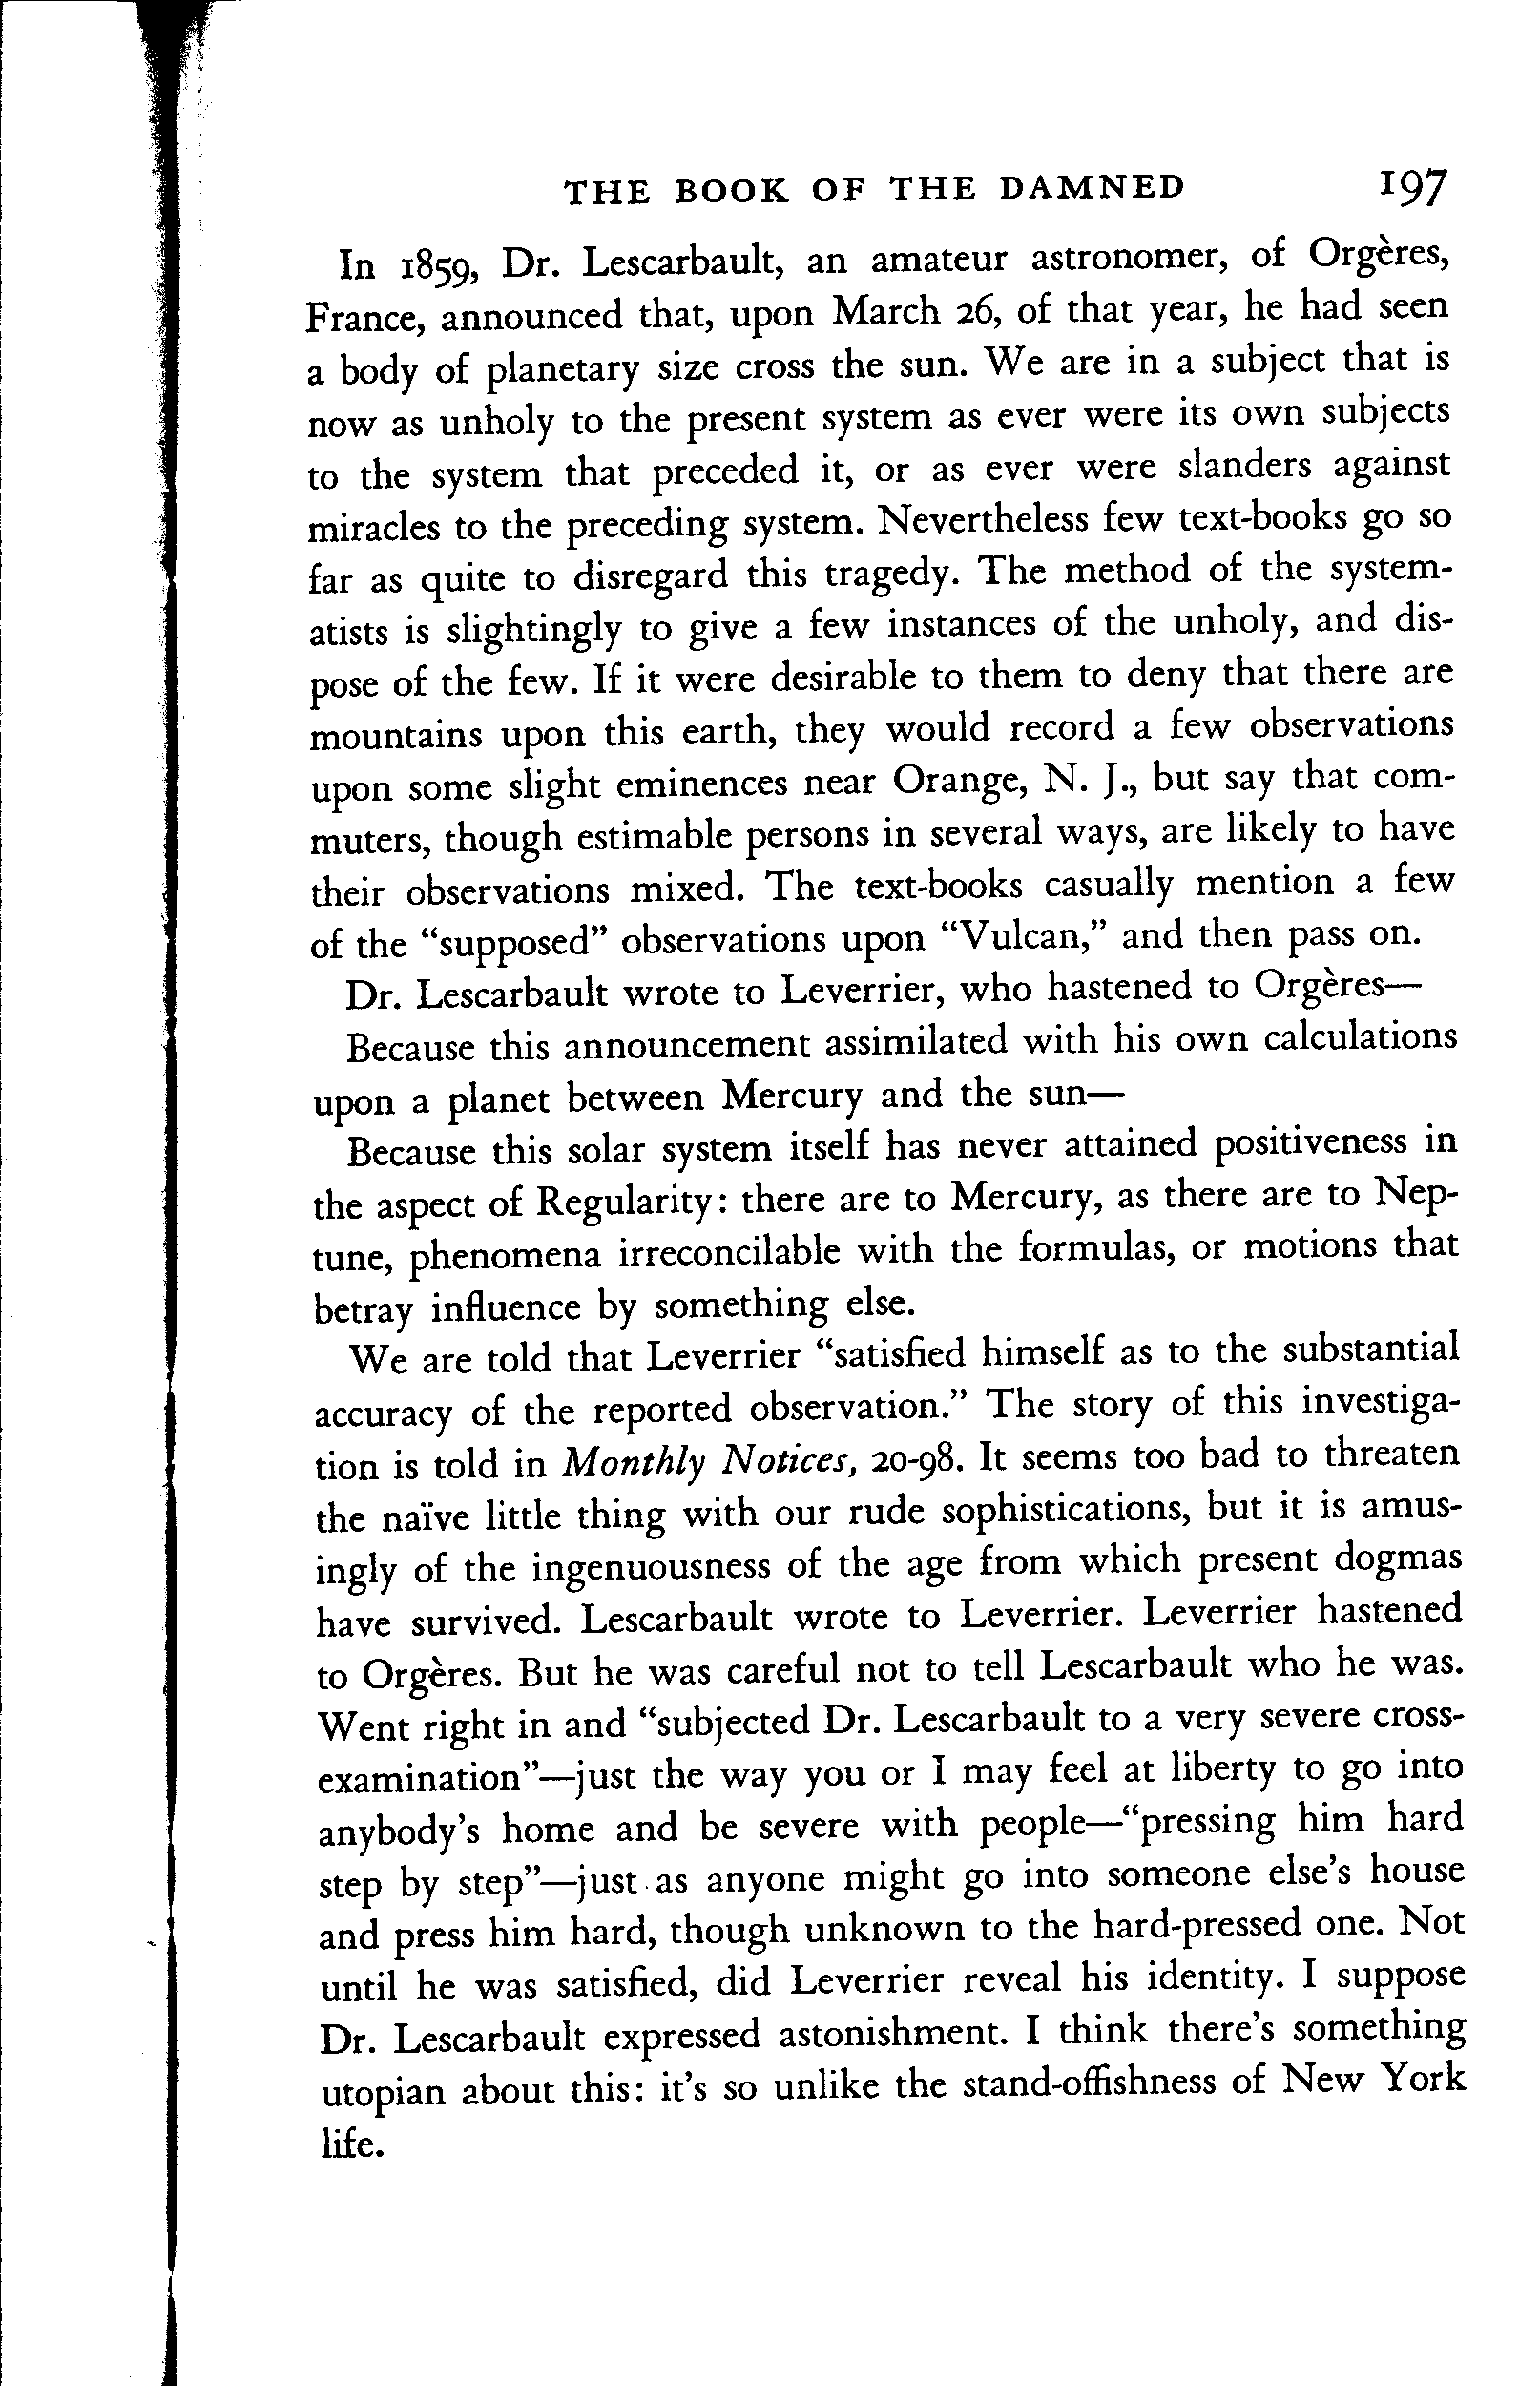 THE BOOK OF THE DAMNED 197
In 1859, Dr. Lescarbault, an amateur astronomer, of Orgères,
France, announced that, upon March 26, of that year, he had seen
a body of planetary size cross the sun. We are in a subject that is
now as unholy to the present system as ever were its own subjects
to the system that preceded it, or as ever were slanders against
miracles to the preceding system. Nevertheless few text-books go so
far as quite to disregard this tragedy. The method of the system-
atists is slightingly to give a few instances of the unholy, and dis-
pose of the few. If it were desirable to them to deny that there are
mountains upon this earth, they would record a few observations
upon some slight eminences near Orange, N. J., but say that com-
muters, though estimable persons in several ways, are likely to have
their observations mixed. The text-books casually mention a few
of the “supposed” observations upon “Vulcan,” and then pass on.
Dr. Lescarbault wrote to Leverrier, who hastened to Orgères—
Because this announcement assimilated with his own calculations
upon a planet between Mercury and the sun—
Because this solar system itself has never attained positiveness in
the aspect of Regularity: there are to Mercury, as there are to Nep-
tune, phenomena irreconcilable with the formulas, or motions that
betray influence by something else.
We are told that Leverrier “satisfied himself as to the substantial
accuracy of the reported observation.” The story of this investiga-
tion is told in Monthly Notices, 20-98. It seems too bad to threaten
the naïve little thing with our rude sophistications, but it is amus-
ingly of the ingenuousness of the age from which present dogmas
have survived. Lescarbault wrote to Leverrier. Leverrier hastened
to Orgères. But he was careful not to tell Lescarbault who he was.
Went right in and “subjected Dr. Lescarbault to a very severe cross-
examination”—just the way you or I may feel at liberty to go into
anybody’s home and be severe with people—“pressing him hard
step by step”—just as anyone might go into someone else’s house
and press him hard, though unknown to the hard-pressed one. Not
until he was satisfied, did Leverrier reveal his identity. I suppose
Dr. Lescarbault expressed astonishment. I think there’s something
utopian about this: it’s so unlike the stand-offishness of New York
life.